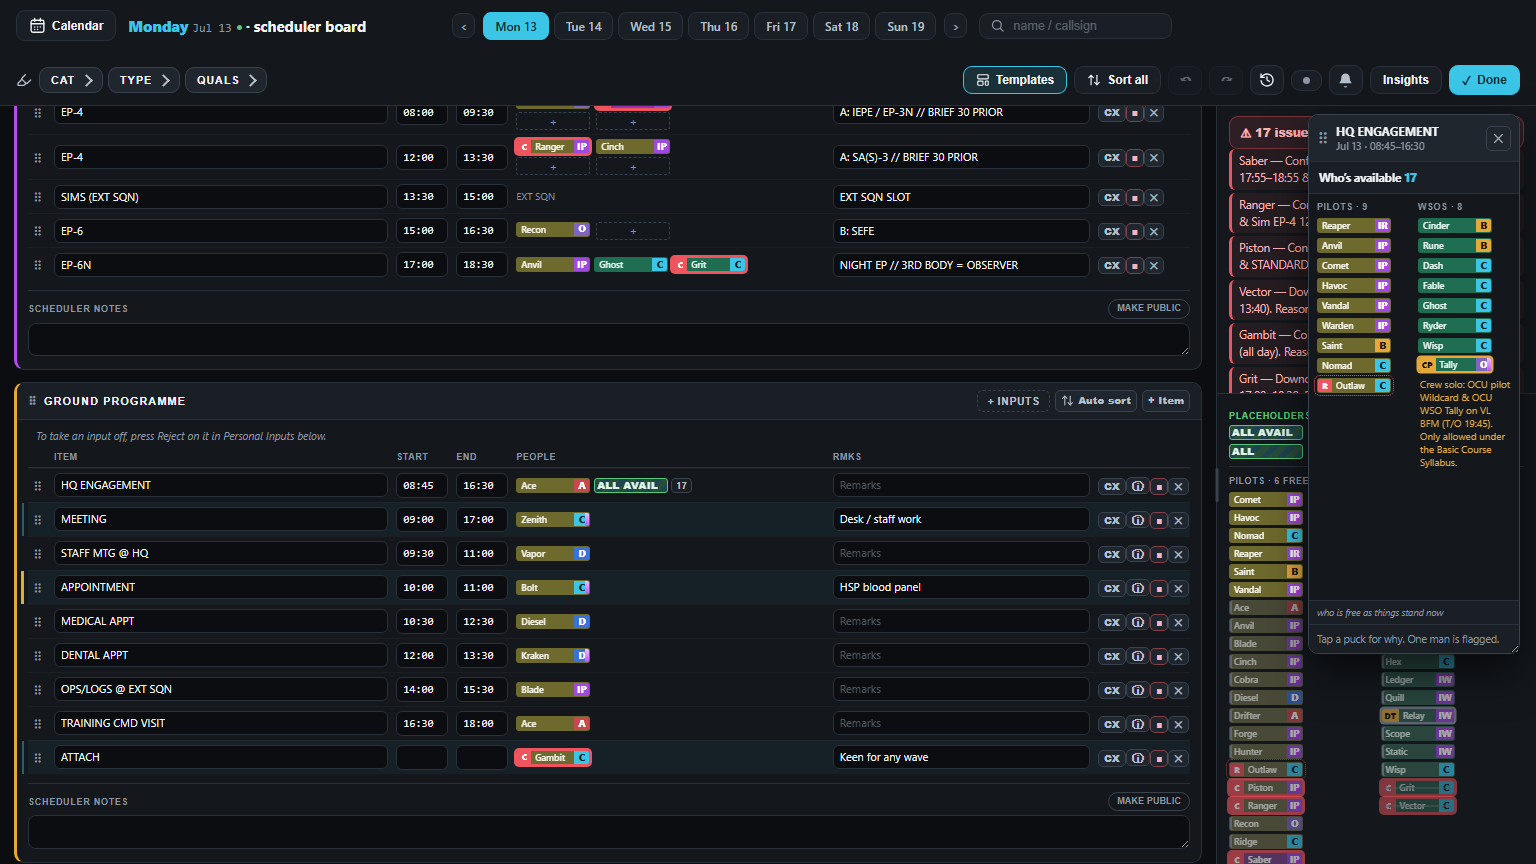 Calendar
Monday Jul 13 • · scheduler board
‹ Mon 13 Tue 14 Wed 15 Thu 16 Fri 17 Sat 18 Sun 19 ›
name / callsign
CAT TYPE QUALS
Templates
Sort all
Insights
✓ Done
EP-4 08:00 09:30 + + A: IEPE / EP-3N // BRIEF 30 PRIOR CX
EP-4 12:00 13:30 C Ranger IP Cinch IP + + A: SA(S)-3 // BRIEF 30 PRIOR CX
SIMS (EXT SQN) 13:30 15:00 EXT SQN EXT SQN SLOT CX
EP-6 15:00 16:30 Recon O + B: SEFE CX
EP-6N 17:00 18:30 Anvil IP Ghost C C Grit C NIGHT EP // 3RD BODY = OBSERVER CX
SCHEDULER NOTES MAKE PUBLIC
GROUND PROGRAMME + INPUTS Auto sort + Item
To take an input off, press Reject on it in Personal Inputs below.
ITEM START END PEOPLE RMKS
HQ ENGAGEMENT 08:45 16:30 Ace A ALL AVAIL 17 Remarks CX
MEETING 09:00 17:00 Zenith C Desk / staff work CX
STAFF MTG @ HQ 09:30 11:00 Vapor D Remarks CX
APPOINTMENT 10:00 11:00 Bolt C HSP blood panel CX
MEDICAL APPT 10:30 12:30 Diesel D Remarks CX
DENTAL APPT 12:00 13:30 Kraken D Remarks CX
OPS/LOGS @ EXT SQN 14:00 15:30 Blade IP Remarks CX
TRAINING CMD VISIT 16:30 18:00 Ace A Remarks CX
ATTACH C Gambit C Keen for any wave CX
SCHEDULER NOTES MAKE PUBLIC
⚠ 17 issue
Saber — Conf
17:55–18:55 &
Ranger — Co
& Sim EP-4 12
Piston — Con
& STANDARD
Vector — Dow
13:40). Reason
Gambit — Co
(all day). Reas
Grit — Downg
PLACEHOLDERS
ALL AVAIL
ALL
PILOTS · 6 FREE
Comet IP
Havoc IP
Nomad C
Reaper IR
Saint B
Vandal IP
Ace A
Anvil IP
Blade IP
Cinch IP
Cobra IP
Diesel D
Drifter A
Forge IP
Hunter IP
R Outlaw C
C Piston IP
C Ranger IP
Recon O
Ridge C
C Saber IP
Hex C
Ledger IW
Quill IW
DT Relay IW
Scope IW
Static IW
Wisp C
C Grit C
C Vector C
HQ ENGAGEMENT
Jul 13 · 08:45–16:30
Who's available 17
PILOTS · 9
Reaper IR
Anvil IP
Comet IP
Havoc IP
Vandal IP
Warden IP
Saint B
Nomad C
R Outlaw C
WSOS · 8
Cinder B
Rune B
Dash C
Fable C
Ghost C
Ryder C
Wisp C
CP Tally O
Crew solo: OCU pilot
Wildcard & OCU
WSO Tally on VL
BFM (T/O 19:45).
Only allowed under
the Basic Course
Syllabus.
who is free as things stand now
Tap a puck for why. One man is flagged.